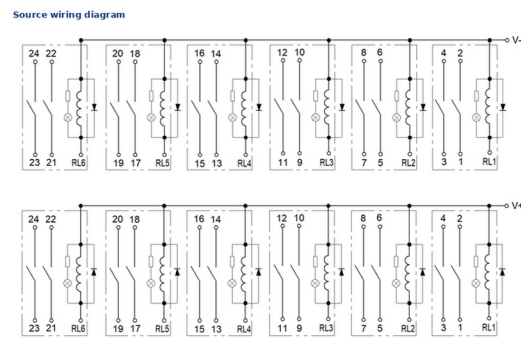 Source wiring diagram
V-
24 22 20 18 16 14 12 10 8 6 4 2
23 21 RL6 19 17 RL5 15 13 RL4 11 9 RL3 7 5 RL2 3 1 RL1
V+
24 22 20 18 16 14 12 10 8 6 4 2
23 21 RL6 19 17 RL5 15 13 RL4 11 9 RL3 7 5 RL2 3 1 RL1